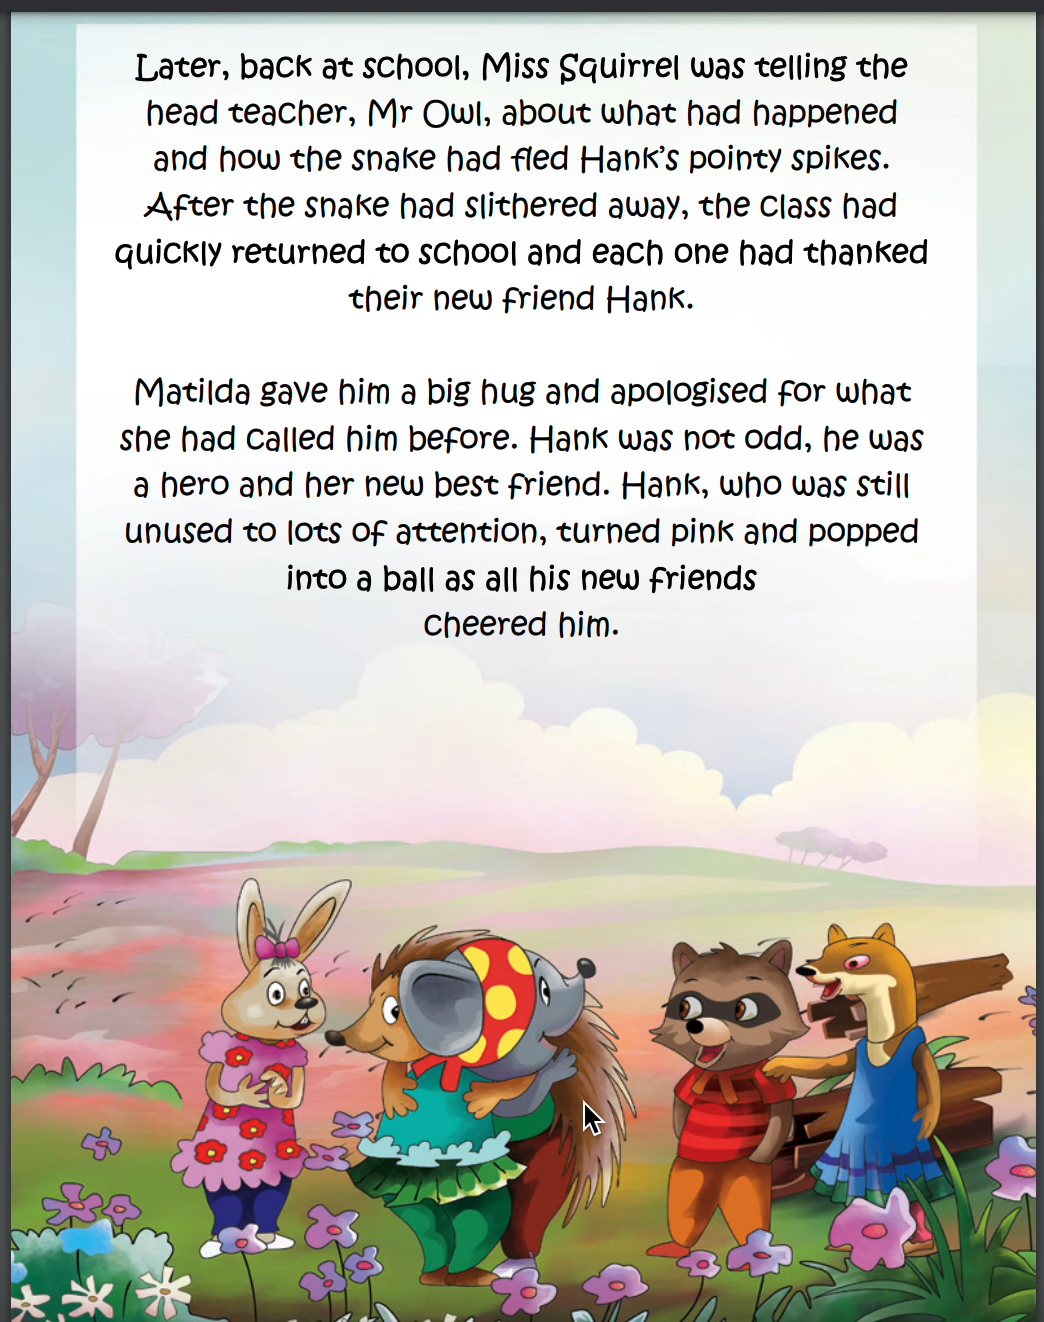 Later, back at school, Miss Squirrel was telling the
head teacher, Mr Owl, about what had happened
and how the snake had fled Hank's pointy spikes.
After the snake had slithered away, the class had
quickly returned to school and each one had thanked
their new friend Hank.
Matilda gave him a big hug and apologised for what
she had called him before. Hank was not odd, he was
a hero and her new best friend. Hank, who was still
unused to lots of attention, turned pink and popped
into a ball as all his new friends
cheered him.